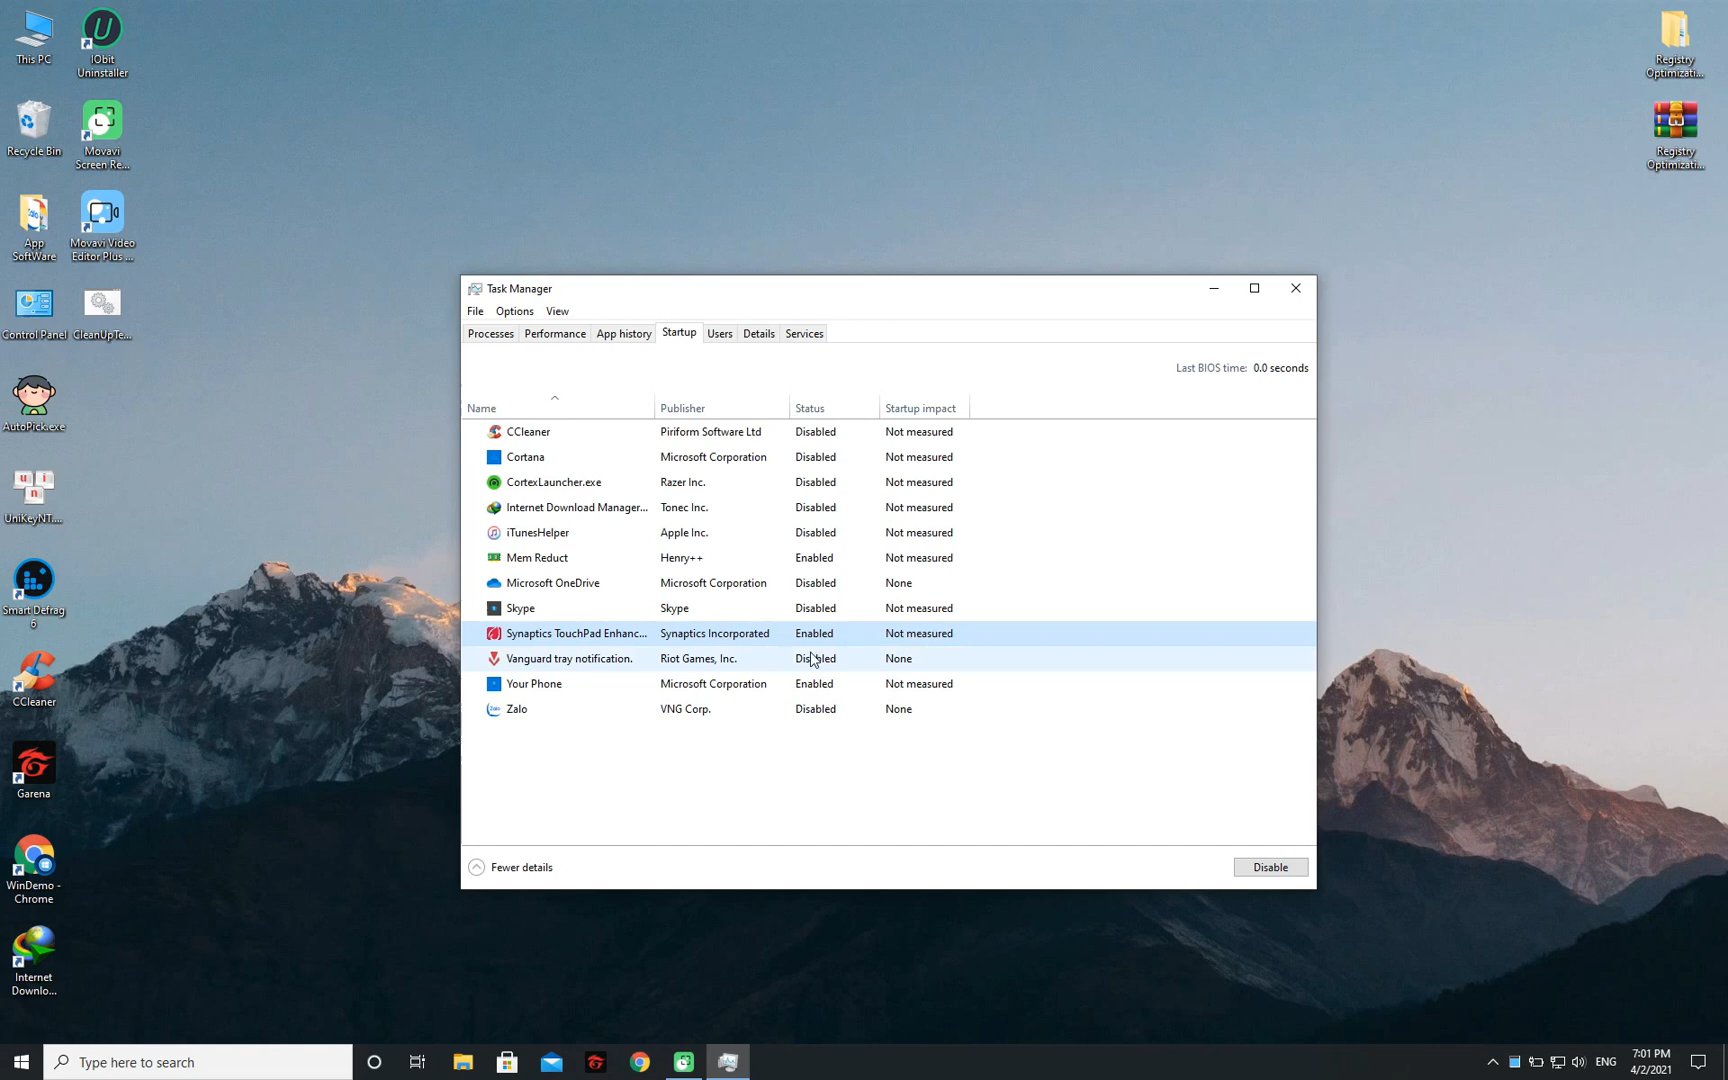 This PC
IObit
Uninstaller
Recycle Bin
Movavi
Screen Re...
App
SoftWare
Movavi Video
Editor Plus ...
Control Panel
CleanUpTe...
AutoPick.exe
UniKeyNT....
Smart Defrag
6
CCleaner
Garena
WinDemo -
Chrome
Internet
Downlo...
Registry
Optimizati...
Registry
Optimizati...
Task Manager
File Options View
Processes Performance App history Startup Users Details Services
Last BIOS time: 0.0 seconds
Name Publisher Status Startup impact
CCleaner Piriform Software Ltd Disabled Not measured
Cortana Microsoft Corporation Disabled Not measured
CortexLauncher.exe Razer Inc. Disabled Not measured
Internet Download Manager... Tonec Inc. Disabled Not measured
iTunesHelper Apple Inc. Disabled Not measured
Mem Reduct Henry++ Enabled Not measured
Microsoft OneDrive Microsoft Corporation Disabled None
Skype Skype Disabled Not measured
Synaptics TouchPad Enhanc... Synaptics Incorporated Enabled Not measured
Vanguard tray notification. Riot Games, Inc. Disabled None
Your Phone Microsoft Corporation Enabled Not measured
Zalo VNG Corp. Disabled None
Fewer details
Disable
Type here to search
ENG
7:01 PM
4/2/2021